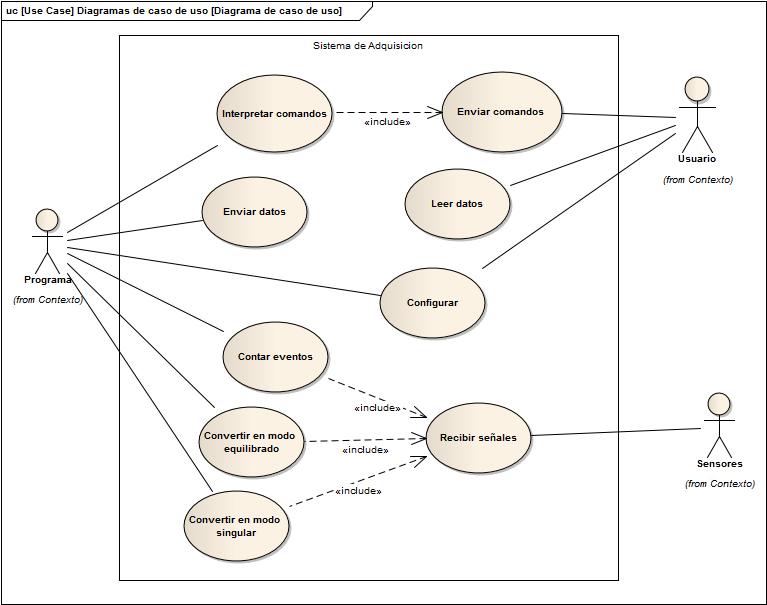 uc [Use Case] Diagramas de caso de uso [Diagrama de caso de uso]
Sistema de Adquisicion
Interpretar comandos
«include»
Enviar comandos
Usuario
(from Contexto)
Enviar datos
Leer datos
Programa
(from Contexto)
Configurar
Contar eventos
«include»
Convertir en modo
equilibrado
«include»
Recibir señales
Sensores
(from Contexto)
«include»
Convertir en modo
singular